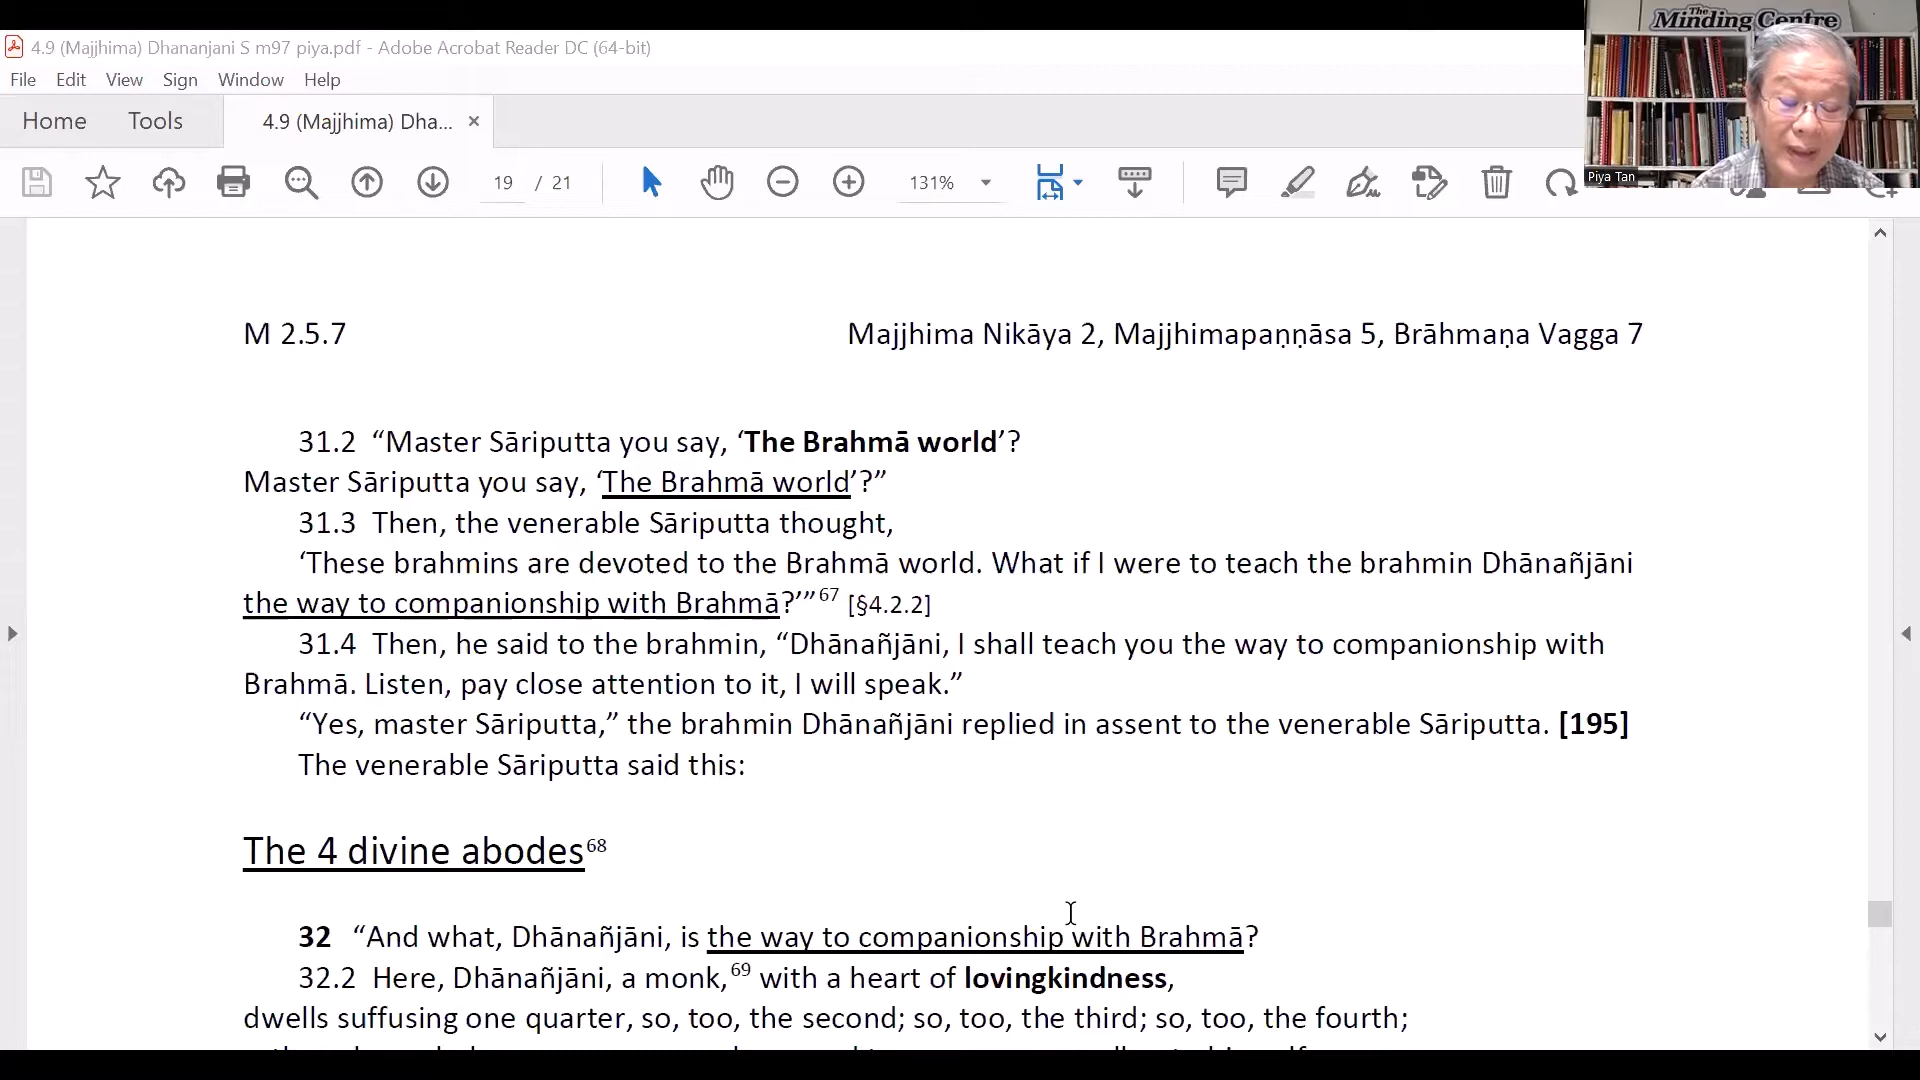 The
Minding Centre
4.9 (Majjhima) Dhananjani S m97 piya.pdf - Adobe Acrobat Reader DC (64-bit)
File Edit View Sign Window Help
Home Tools 4.9 (Majjhima) Dha... ×
19 / 21 131%
Piya Tan
M 2.5.7 Majjhima Nikāya 2, Majjhimapaṇṇāsa 5, Brāhmaṇa Vagga 7
31.2 “Master Sāriputta you say, ‘The Brahmā world’?
Master Sāriputta you say, ‘The Brahmā world’?”
31.3 Then, the venerable Sāriputta thought,
‘These brahmins are devoted to the Brahmā world. What if I were to teach the brahmin Dhānañjāni
the way to companionship with Brahmā?’”67 [§4.2.2]
31.4 Then, he said to the brahmin, “Dhānañjāni, I shall teach you the way to companionship with
Brahmā. Listen, pay close attention to it, I will speak.”
“Yes, master Sāriputta,” the brahmin Dhānañjāni replied in assent to the venerable Sāriputta. [195]
The venerable Sāriputta said this:
The 4 divine abodes68
32 “And what, Dhānañjāni, is the way to companionship with Brahmā?
32.2 Here, Dhānañjāni, a monk,69 with a heart of lovingkindness,
dwells suffusing one quarter, so, too, the second; so, too, the third; so, too, the fourth;